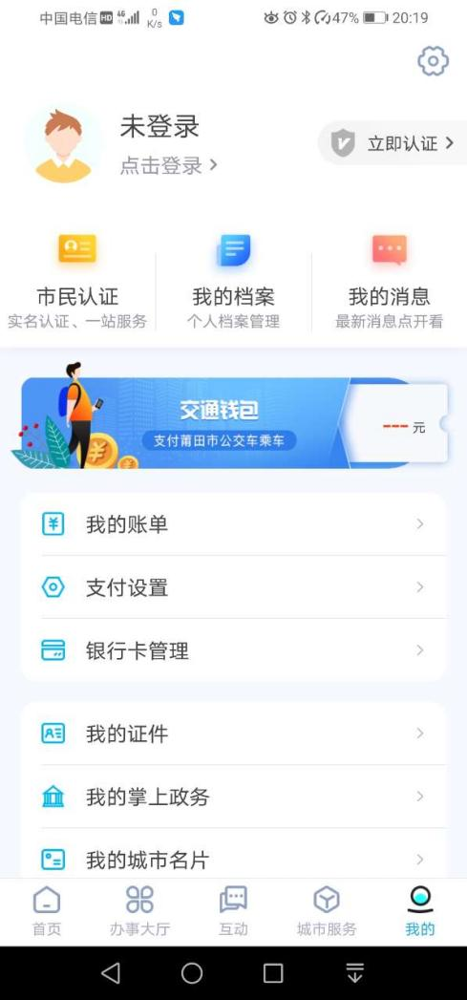 中国电信 HD 4G 0 K/s 47% 20:19
未登录
点击登录
立即认证
市民认证
实名认证、一站服务
我的档案
个人档案管理
我的消息
最新消息点开看
交通钱包
支付莆田市公交车乘车
--- 元
我的账单
支付设置
银行卡管理
我的证件
我的掌上政务
我的城市名片
首页
办事大厅
互动
城市服务
我的